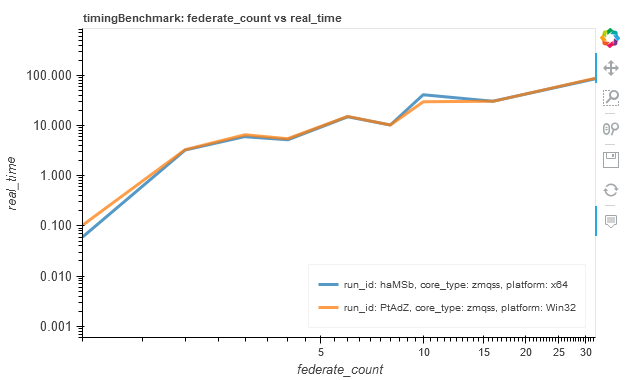 timingBenchmark: federate_count vs real_time
100.000
10.000
1.000
0.100
0.010
0.001
real_time
run_id: haMSb, core_type: zmqss, platform: x64
run_id: PtAdZ, core_type: zmqss, platform: Win32
5 10 15 20 25 30
federate_count